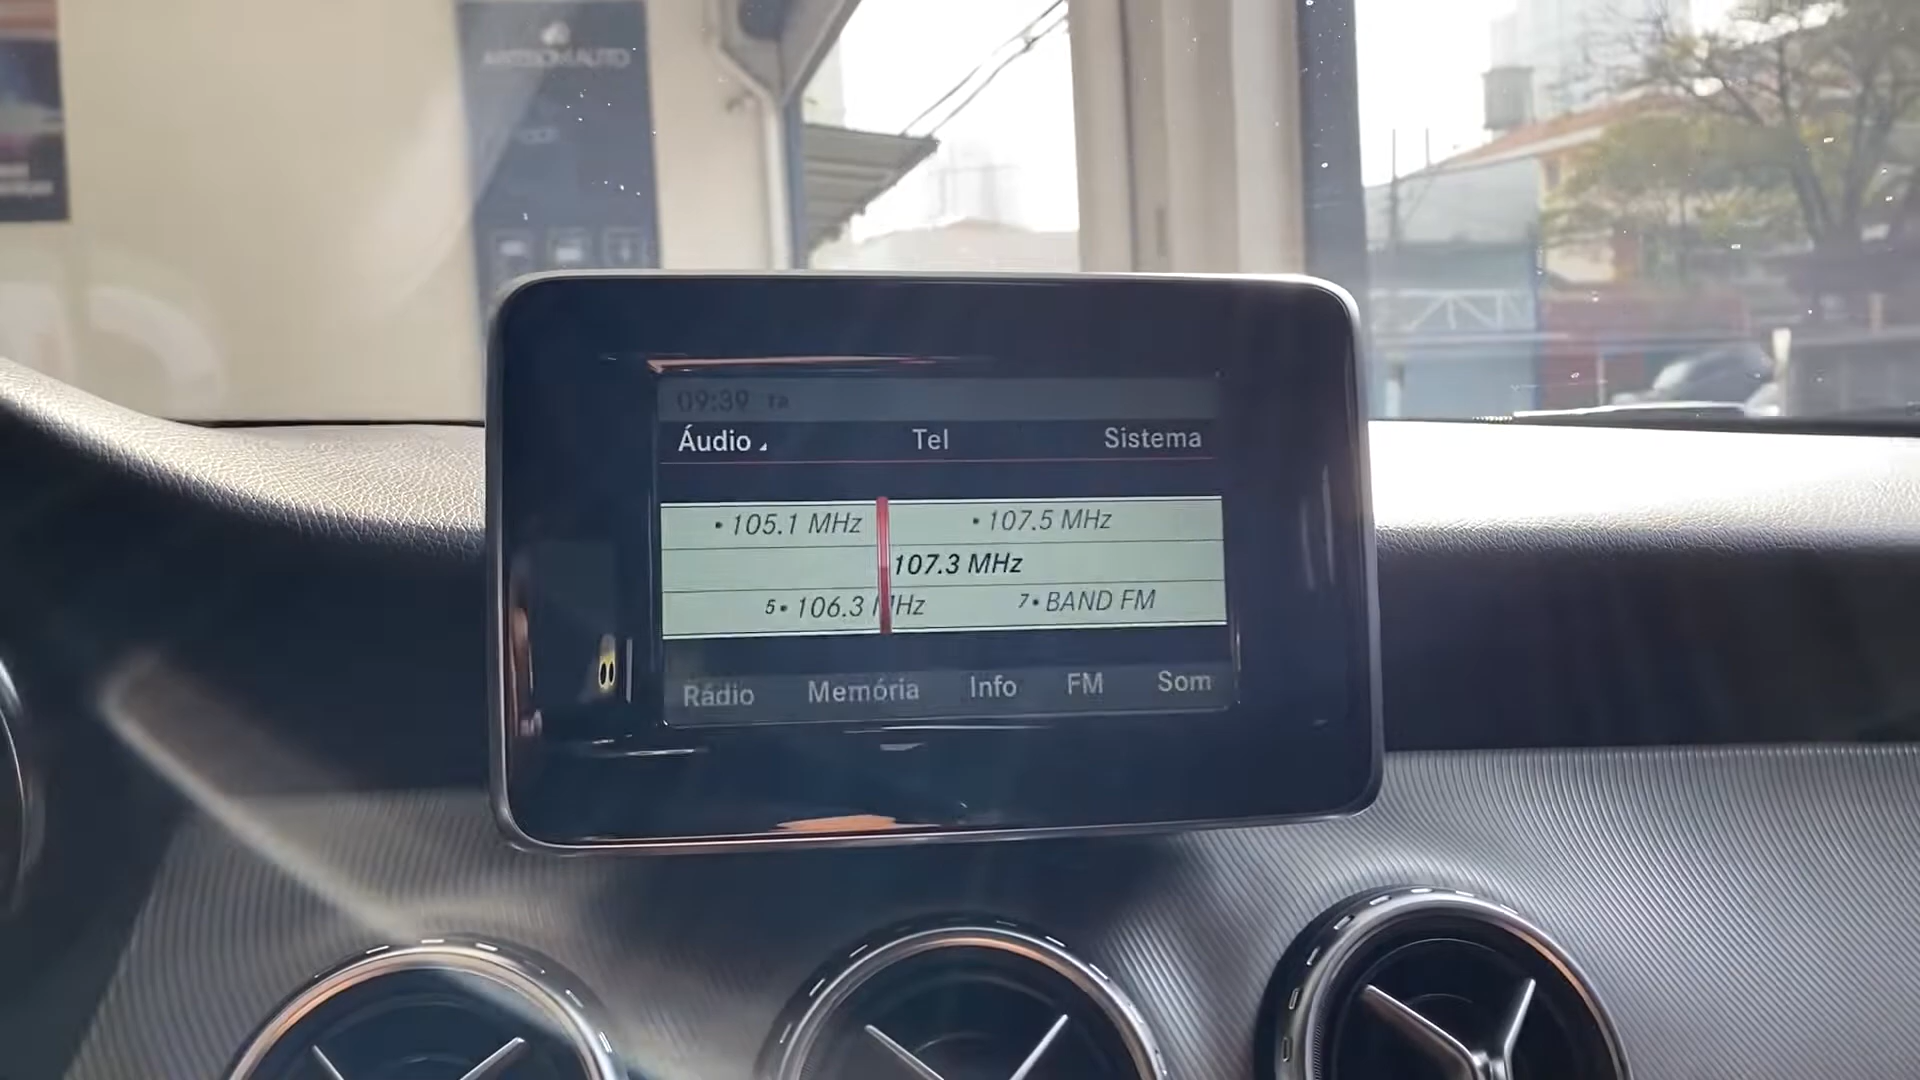 09:39 TP
Áudio Tel Sistema
• 105.1 MHz • 107.5 MHz
107.3 MHz
5• 106.3 MHz 7• BAND FM
Rádio Memória Info FM Som